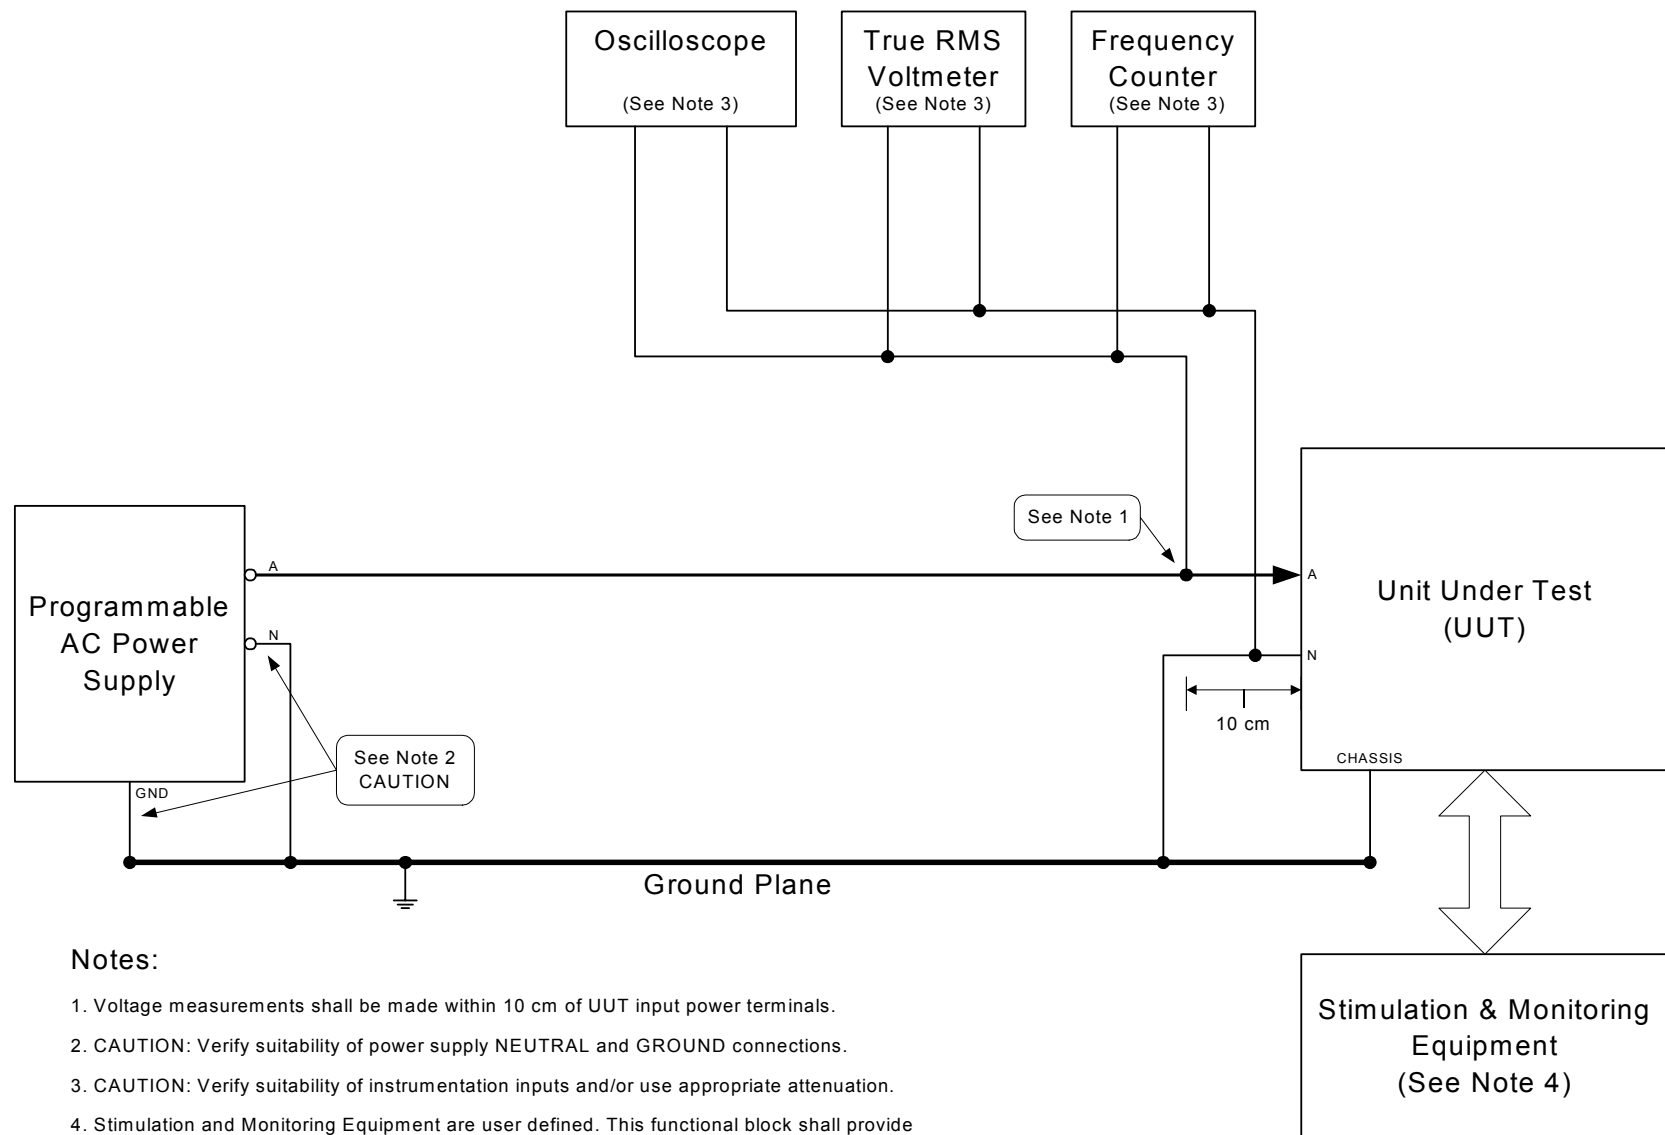 Oscilloscope
(See Note 3)
True RMS
Voltmeter
(See Note 3)
Frequency
Counter
(See Note 3)
See Note 1
Programmable
AC Power
Supply
A
N
GND
See Note 2
CAUTION
A
N
Unit Under Test
(UUT)
10 cm
CHASSIS
Ground Plane
Stimulation & Monitoring
Equipment
(See Note 4)
Notes:
1. Voltage measurements shall be made within 10 cm of UUT input power terminals.
2. CAUTION: Verify suitability of power supply NEUTRAL and GROUND connections.
3. CAUTION: Verify suitability of instrumentation inputs and/or use appropriate attenuation.
4. Stimulation and Monitoring Equipment are user defined. This functional block shall provide